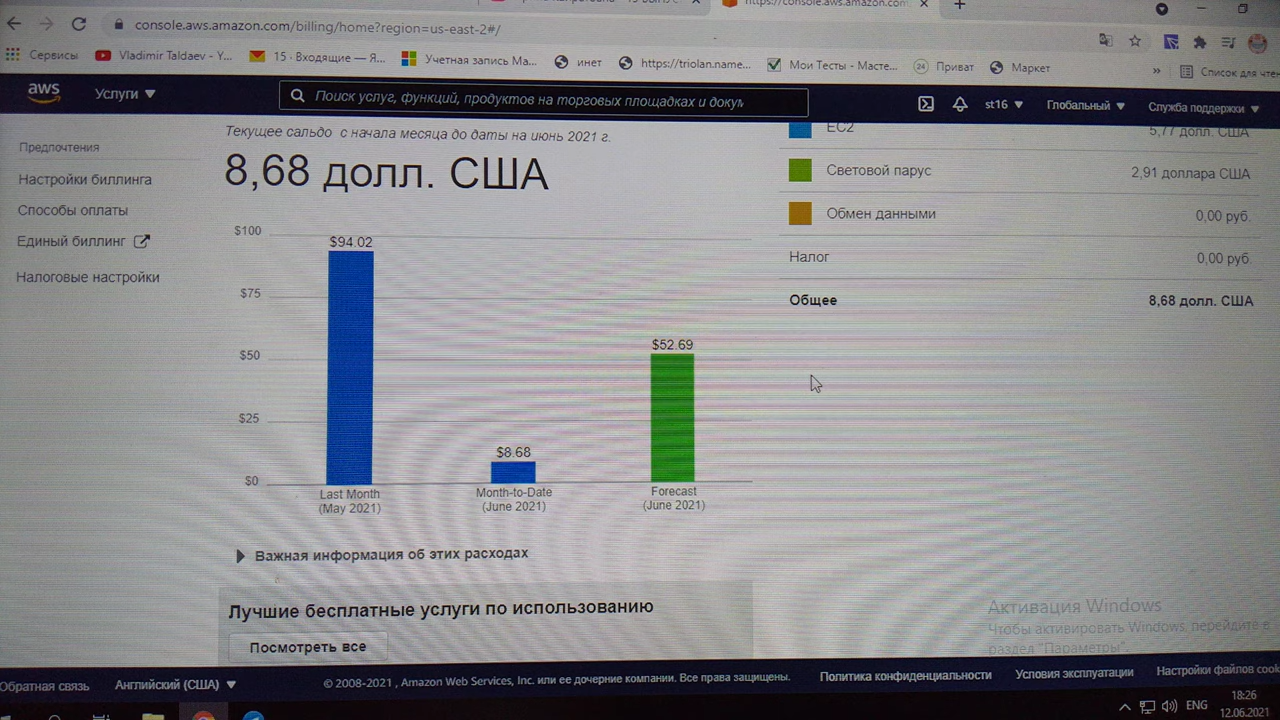 https://console.aws.amazon.com
console.aws.amazon.com/billing/home?region=us-east-2#/
Сервисы
Vladimir Taldaev - Y...
15 · Входящие — Я...
Учетная запись Ma...
инет
https://triolan.name...
Мои Тесты - Масте...
24 Приват
Маркет
»
Список для чтен
aws
Услуги
Поиск услуг, функций, продуктов на торговых площадках и докум
st16
Глобальный
Служба поддержки
Предпочтения
Настройки биллинга
Способы оплаты
Единый биллинг
Налоговые настройки
Текущее сальдо с начала месяца до даты на июнь 2021 г.
8,68 долл. США
$100
$75
$50
$25
$0
$94.02
$8.68
$52.69
Last Month
(May 2021)
Month-to-Date
(June 2021)
Forecast
(June 2021)
EC2 5,77 долл. США
Световой парус 2,91 доллара США
Обмен данными 0,00 руб.
Налог 0,00 руб.
Общее 8,68 долл. США
Важная информация об этих расходах
Лучшие бесплатные услуги по использованию
Посмотреть все
Активация Windows
Чтобы активировать Windows, перейдите в
раздел "Параметры".
Обратная связь
Английский (США)
© 2008-2021 , Amazon Web Services, Inc. или ее дочерние компании. Все права защищены.
Политика конфиденциальности
Условия эксплуатации
Настройки файлов cook
ENG
18:26
12.06.2021